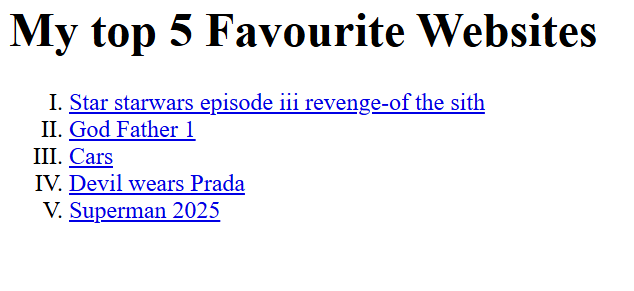 My top 5 Favourite Websites
I. Star starwars episode iii revenge-of the sith
II. God Father 1
III. Cars
IV. Devil wears Prada
V. Superman 2025